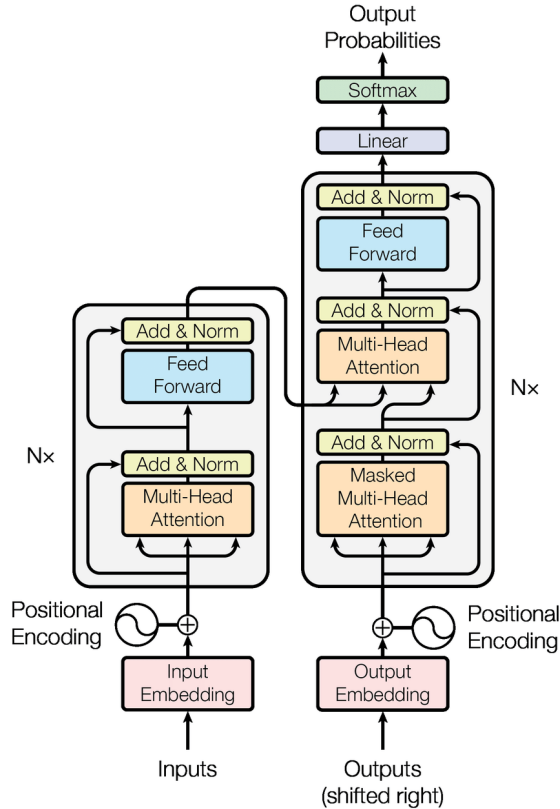 Output
Probabilities
Softmax
Linear
Add & Norm
Feed
Forward
Add & Norm
Multi-Head
Attention
Nx
Add & Norm
Masked
Multi-Head
Attention
Add & Norm
Feed
Forward
Nx
Add & Norm
Multi-Head
Attention
Positional
Encoding
Positional
Encoding
Input
Embedding
Output
Embedding
Inputs
Outputs
(shifted right)